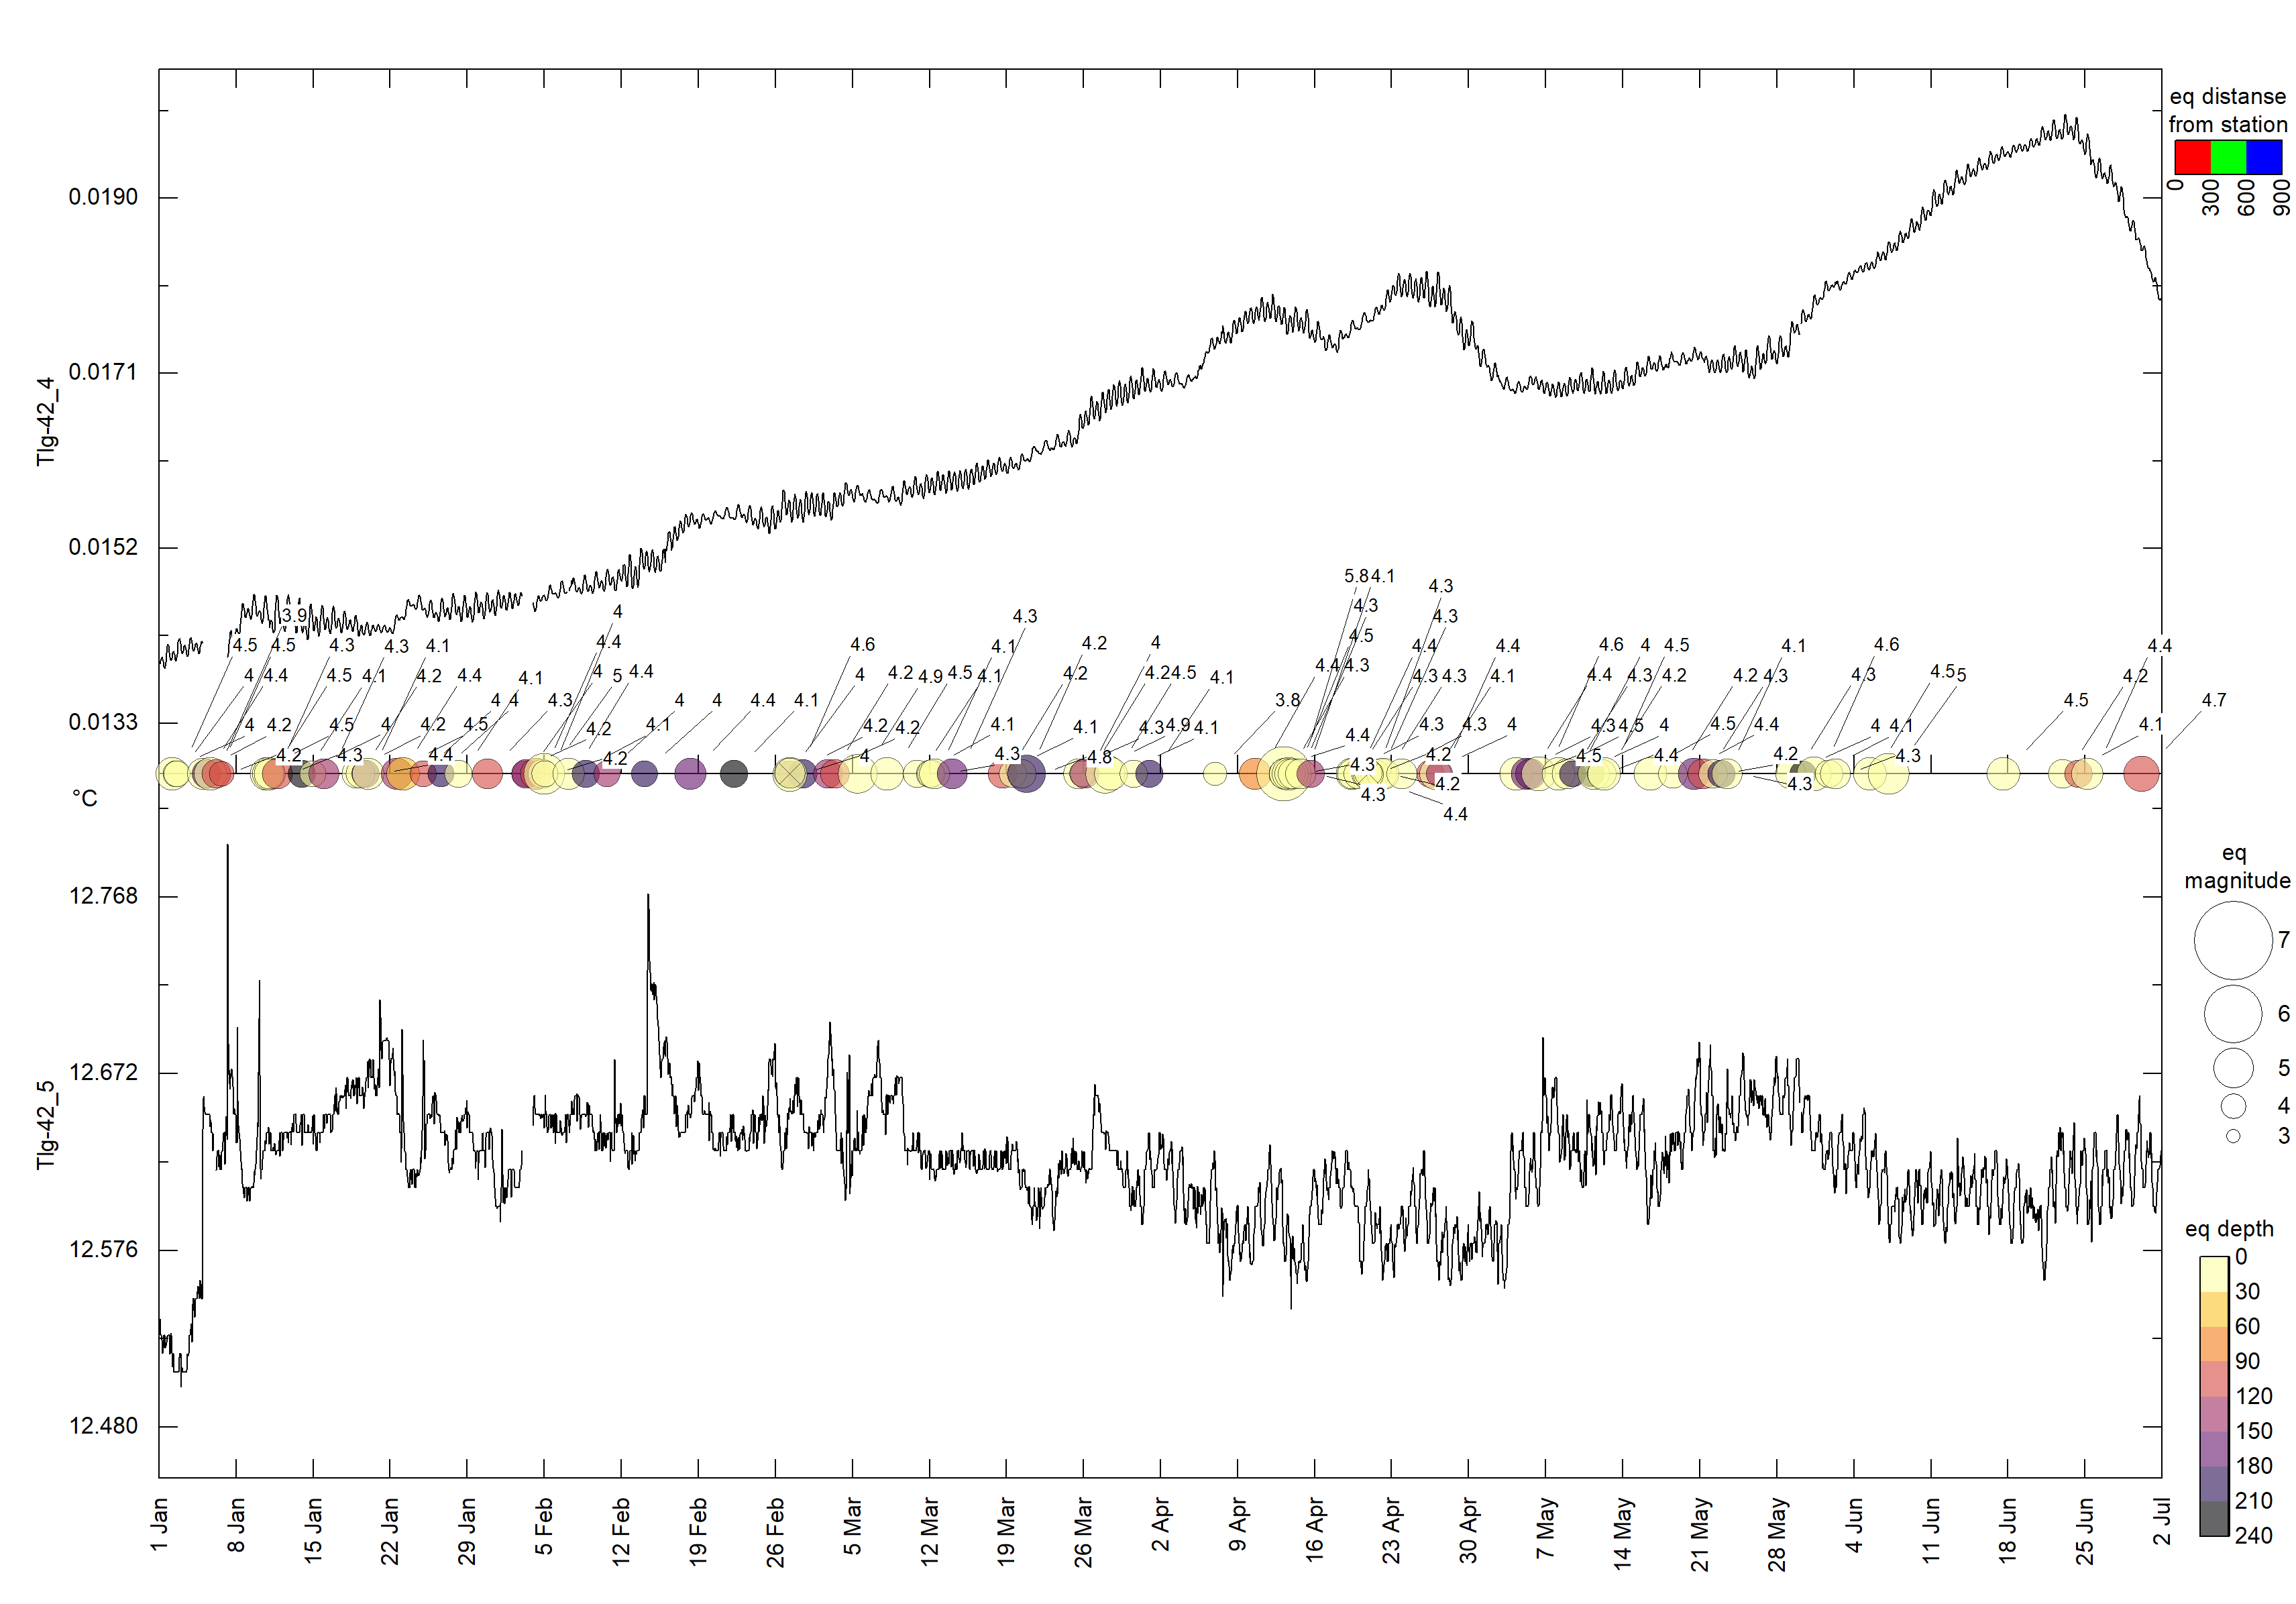 eq distanse
from station
0 300 600 900
0.0190
0.0171
Tlg-42_4
0.0152
5.8 4.1
4.3
4.3
4 4.3
3.9 4.3 4.3
4.5 4.5 4.3 4.3 4.1 4.4 4.6 4.1 4.2 4 4.5 4.4 4.4 4.6 4 4.5 4.1 4.6 4.4
4 4.4 4.5 4.1 4.2 4.4 4.1 4 5 4.4 4 4.2 4.9 4.5 4.1 4.2 4.2 4.5 4.1 4.4 4.3 4.3 4.3 4.1 4.4 4.3 4.2 4.2 4.3 4.3 4.5 5 4.2
4.3 4 4 4.4 4.1 3.8 4.5 4.7
0.0133
4 4.2 4.5 4 4.2 4.5 4.2 4.1 4.2 4.2 4.1 4.1 4.3 4.9 4.1 4.4 4.3 4.3 4 4.3 4.5 4 4.5 4.4 4 4.1 4.1
4 4
4.2 4.3 4.4 4.2 4 4.3 4.8 4.3 4.2 4.5 4.4 4.2 4.3
4.3 4.2 4.3
4.4
°C
eq
magnitude
7
6
5
4
3
12.768
12.672
Tlg-42_5
12.576
12.480
eq depth
0
30
60
90
120
150
180
210
240
1 Jan
8 Jan
15 Jan
22 Jan
29 Jan
5 Feb
12 Feb
19 Feb
26 Feb
5 Mar
12 Mar
19 Mar
26 Mar
2 Apr
9 Apr
16 Apr
23 Apr
30 Apr
7 May
14 May
21 May
28 May
4 Jun
11 Jun
18 Jun
25 Jun
2 Jul